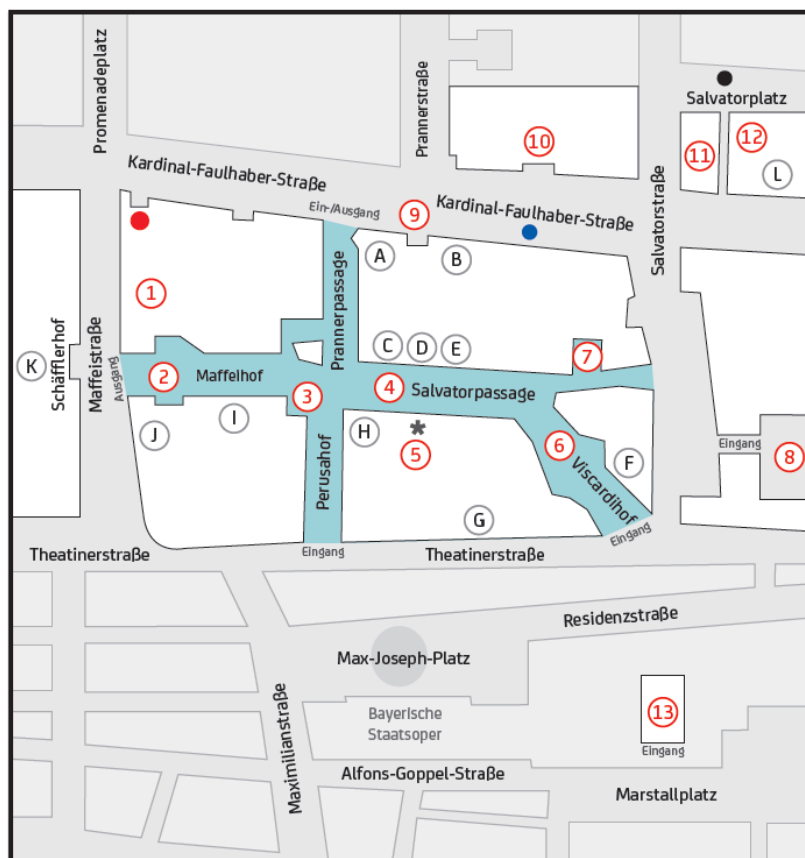 Promenadeplatz
Prannerstraße
Salvatorplatz
10
11
12
L
Kardinal-Faulhaber-Straße
Ein-/Ausgang
9
Kardinal-Faulhaber-Straße
Salvatorstraße
A
B
1
Prannerpassage
Schäfflerhof
K
Maffeistraße
Ausgang
2
Maffeihof
3
C
D
E
4
Salvatorpassage
7
J
I
H
*
5
6
Viscardihof
F
Eingang
8
Perusahof
G
Theatinerstraße
Eingang
Theatinerstraße
Eingang
Residenzstraße
Max-Joseph-Platz
Bayerische
Staatsoper
13
Eingang
Maximilianstraße
Alfons-Goppel-Straße
Marstallplatz